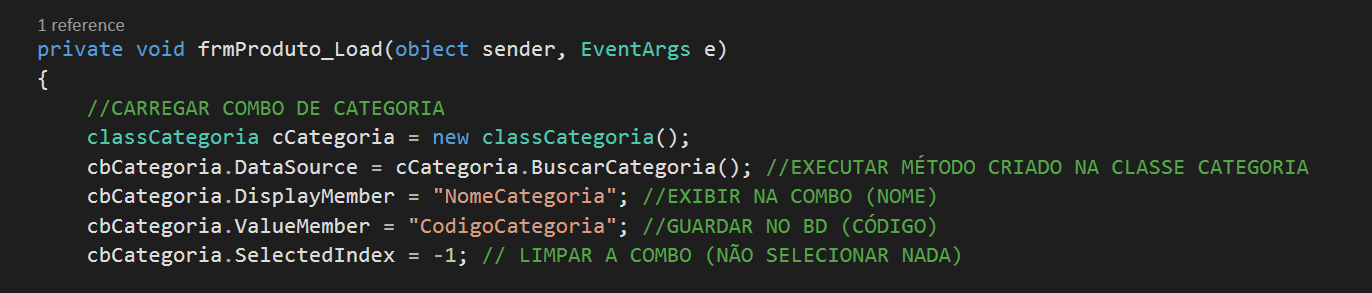 1 reference
private void frmProduto_Load(object sender, EventArgs e)
{
//CARREGAR COMBO DE CATEGORIA
classCategoria cCategoria = new classCategoria();
cbCategoria.DataSource = cCategoria.BuscarCategoria(); //EXECUTAR MÉTODO CRIADO NA CLASSE CATEGORIA
cbCategoria.DisplayMember = "NomeCategoria"; //EXIBIR NA COMBO (NOME)
cbCategoria.ValueMember = "CodigoCategoria"; //GUARDAR NO BD (CÓDIGO)
cbCategoria.SelectedIndex = -1; // LIMPAR A COMBO (NÃO SELECIONAR NADA)